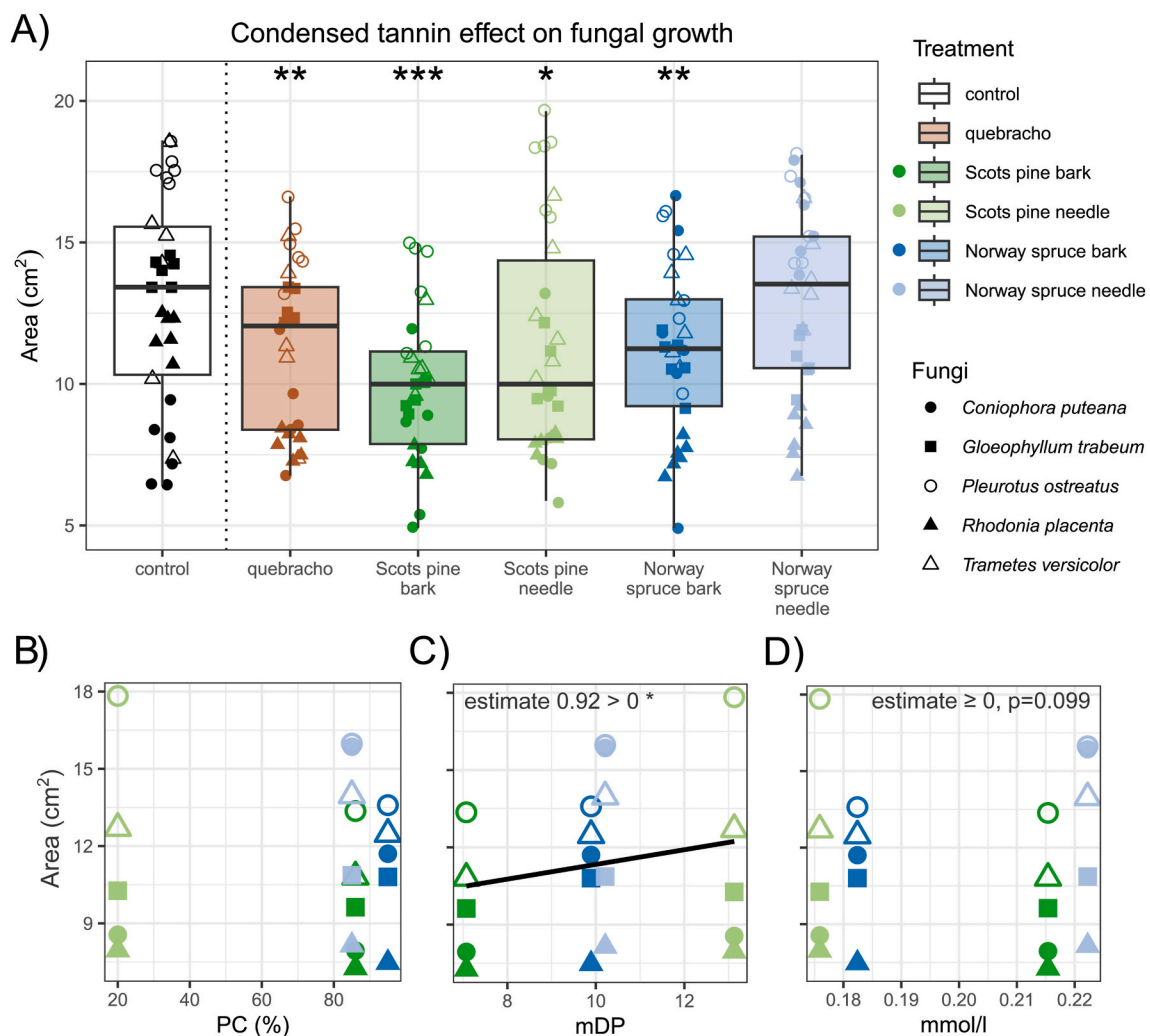 A)
Condensed tannin effect on fungal growth
** *** * **
20
15
10
5
Area (cm²)
control
quebracho
Scots pine
bark
Scots pine
needle
Norway
spruce bark
Norway
spruce
needle
Treatment
control
quebracho
Scots pine bark
Scots pine needle
Norway spruce bark
Norway spruce needle
Fungi
Coniophora puteana
Gloeophyllum trabeum
Pleurotus ostreatus
Rhodonia placenta
Trametes versicolor
B)
18
15
12
9
Area (cm²)
20 40 60 80
PC (%)
C)
estimate 0.92 > 0 *
8 10 12
mDP
D)
estimate ≥ 0, p=0.099
0.18 0.19 0.20 0.21 0.22
mmol/l